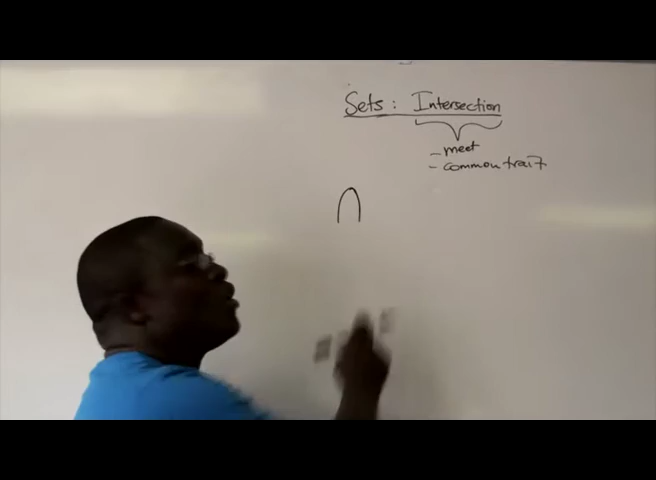 Sets : Intersection
- meet
- common trait
∩